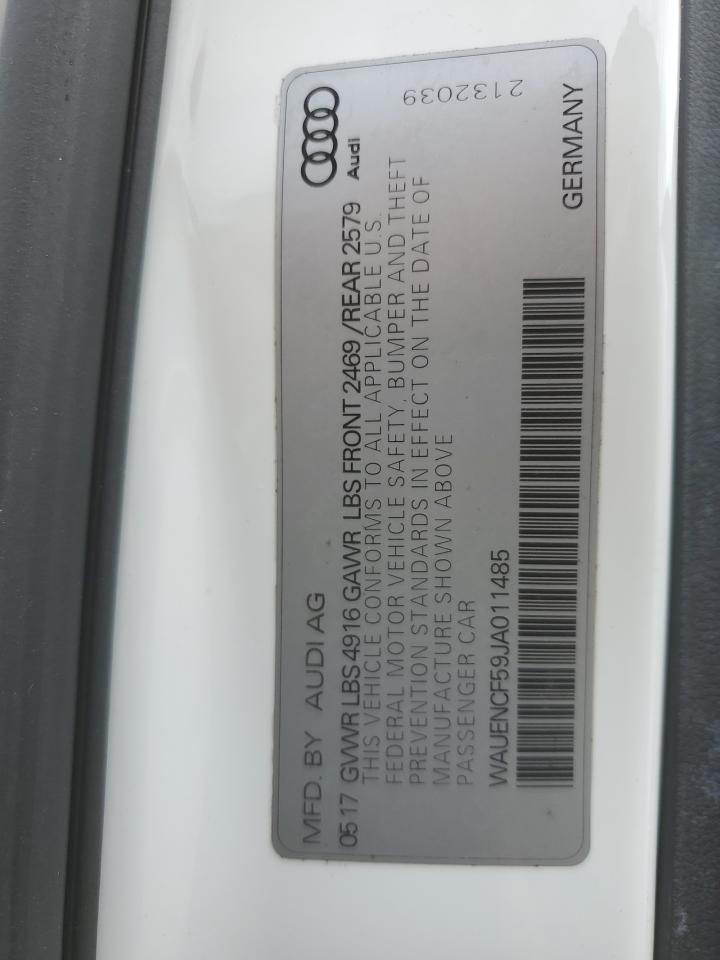 MFD. BY AUDI AG
Audi
0517 GVWR LBS 4916 GAWR LBS FRONT 2469 /REAR 2579
THIS VEHICLE CONFORMS TO ALL APPLICABLE U.S.
FEDERAL MOTOR VEHICLE SAFETY, BUMPER AND THEFT
PREVENTION STANDARDS IN EFFECT ON THE DATE OF
MANUFACTURE SHOWN ABOVE
PASSENGER CAR
WAUENCF59JA011485
2132039
GERMANY